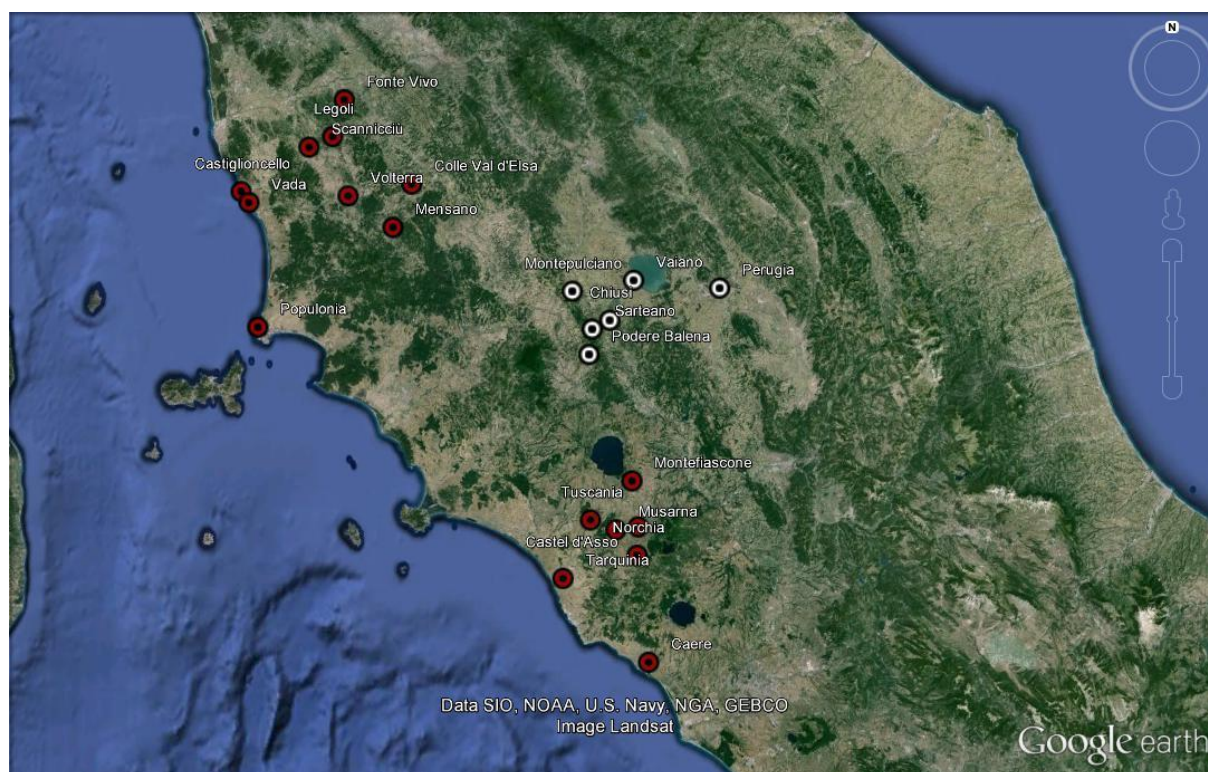 N
Fonte Vivo
Legoli
Scannicciù
Castiglioncello
Vada
Volterra
Colle Val d'Elsa
Mensano
Montepulciano
Vaiano
Perugia
Chiusi
Sarteano
Podere Balena
Populonia
Montefiascone
Tuscania
Musarna
Norchia
Castel d'Asso
Tarquinia
Caere
Data SIO, NOAA, U.S. Navy, NGA, GEBCO
Image Landsat
Google earth